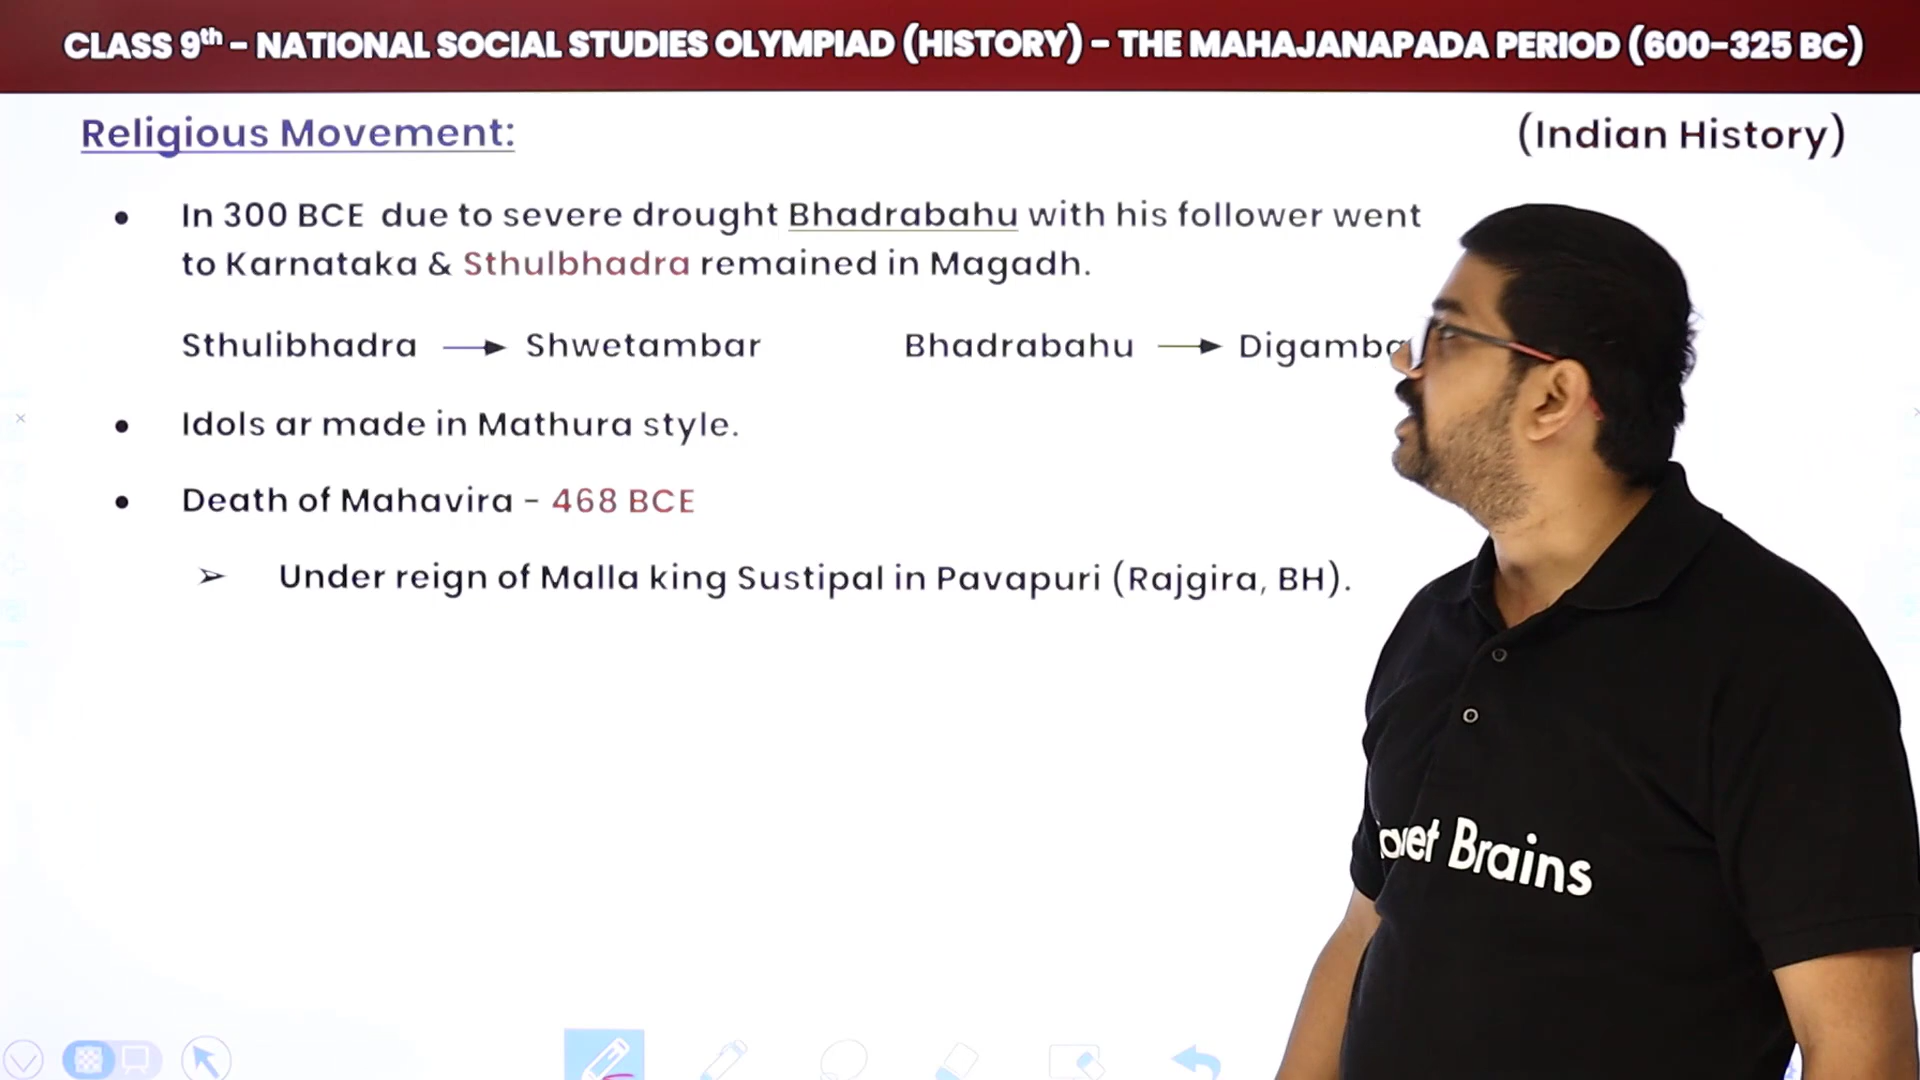 CLASS 9th - NATIONAL SOCIAL STUDIES OLYMPIAD (HISTORY) - THE MAHAJANAPADA PERIOD (600-325 BC)
Religious Movement:
(Indian History)
• In 300 BCE due to severe drought Bhadrabahu with his follower went
to Karnataka & Sthulbhadra remained in Magadh.
Sthulibhadra → Shwetambar Bhadrabahu → Digamba
• Idols ar made in Mathura style.
• Death of Mahavira - 468 BCE
➢ Under reign of Malla king Sustipal in Pavapuri (Rajgira, BH).
Brains